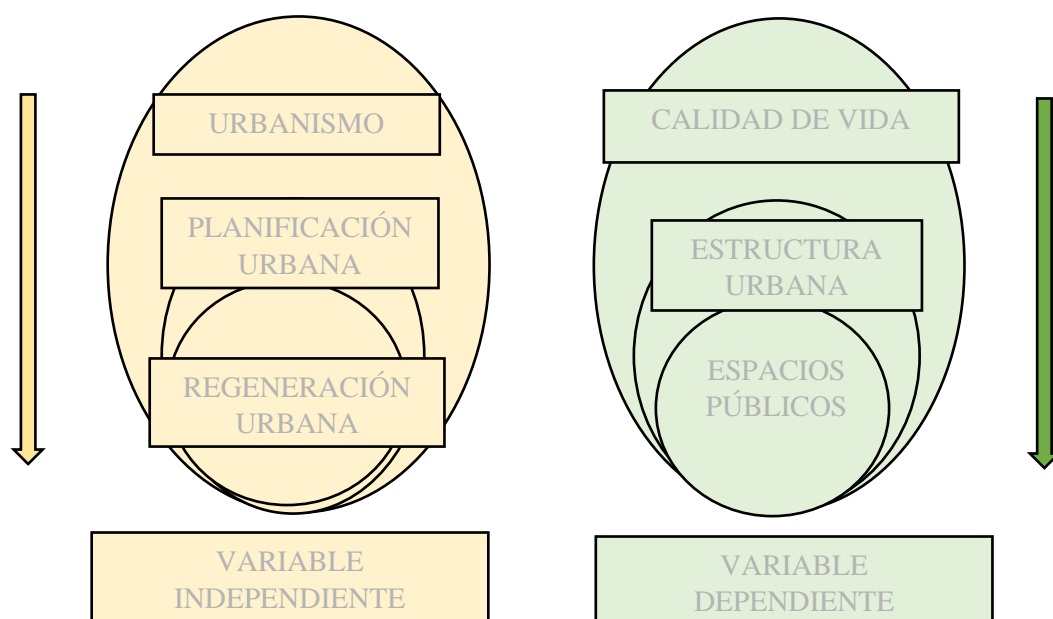 URBANISMO
PLANIFICACIÓN
URBANA
REGENERACIÓN
URBANA
VARIABLE
INDEPENDIENTE
CALIDAD DE VIDA
ESTRUCTURA
URBANA
ESPACIOS
PÚBLICOS
VARIABLE
DEPENDIENTE